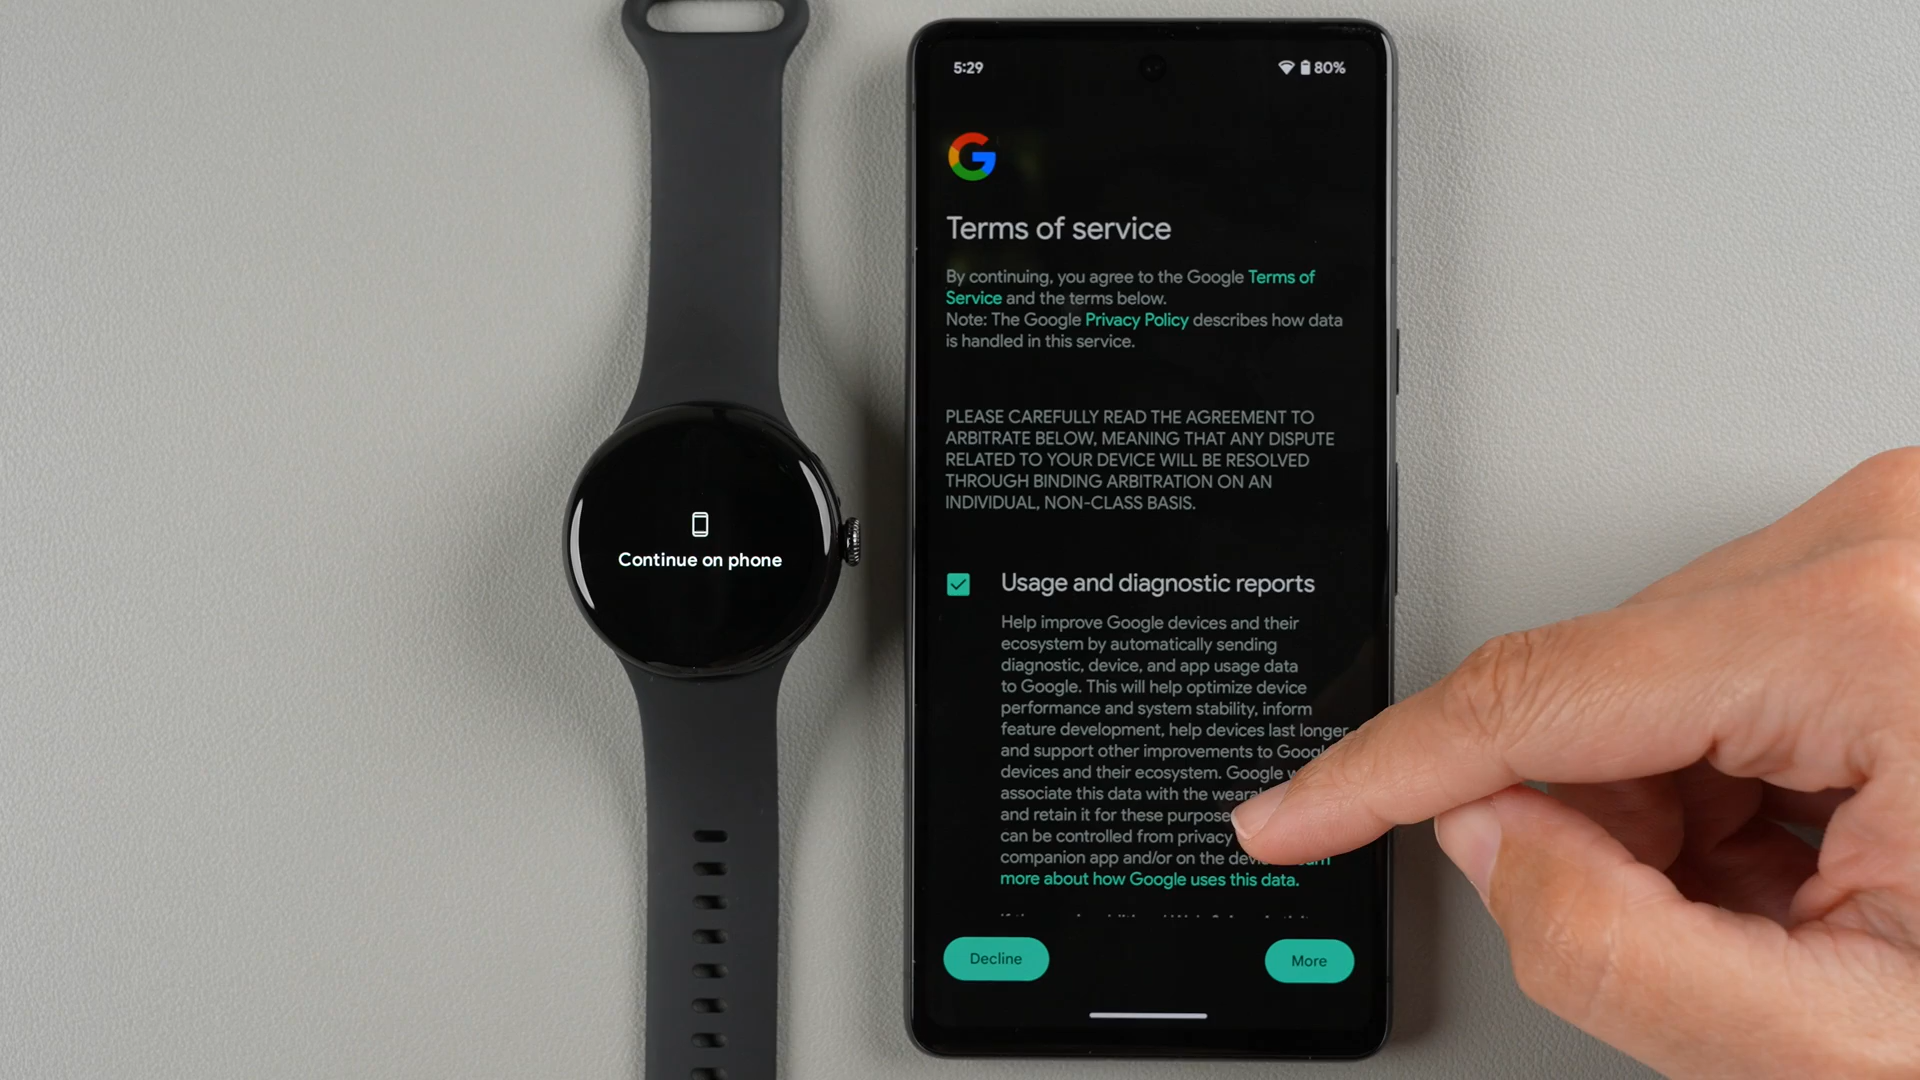 5:29
80%
Terms of service
By continuing, you agree to the Google Terms of
Service and the terms below.
Note: The Google Privacy Policy describes how data
is handled in this service.
PLEASE CAREFULLY READ THE AGREEMENT TO
ARBITRATE BELOW, MEANING THAT ANY DISPUTE
RELATED TO YOUR DEVICE WILL BE RESOLVED
THROUGH BINDING ARBITRATION ON AN
INDIVIDUAL, NON-CLASS BASIS.
Usage and diagnostic reports
Help improve Google devices and their
ecosystem by automatically sending
diagnostic, device, and app usage data
to Google. This will help optimize device
performance and system stability, inform
feature development, help devices last longer
and support other improvements to Google
devices and their ecosystem. Google
associate this data with the
and retain it for these
can be controlled from privacy
companion app and/or on the
more about how Google uses this data.
Decline
More
Continue on phone